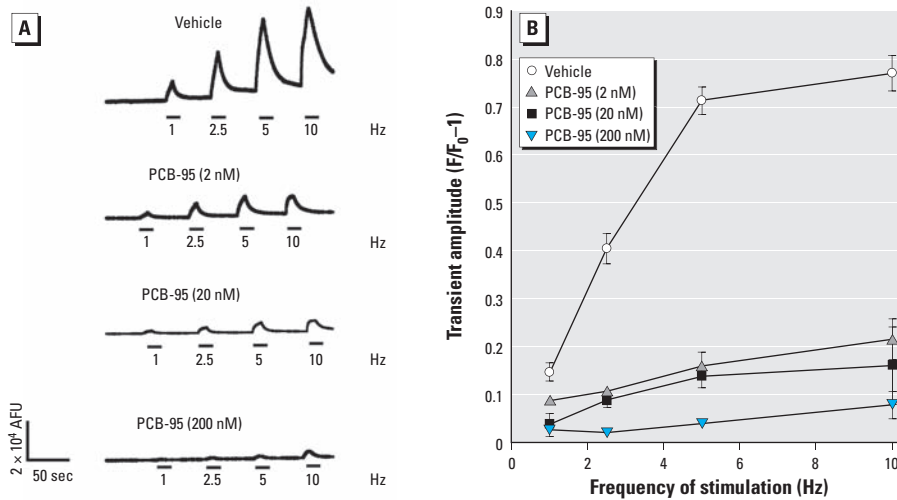 A
Vehicle
1 2.5 5 10 Hz
PCB-95 (2 nM)
1 2.5 5 10 Hz
PCB-95 (20 nM)
1 2.5 5 10 Hz
PCB-95 (200 nM)
1 2.5 5 10 Hz
2 × 10⁴ AFU
50 sec
B
Transient amplitude (F/F₀–1)
0.9
0.8
0.7
0.6
0.5
0.4
0.3
0.2
0.1
0
Vehicle
PCB-95 (2 nM)
PCB-95 (20 nM)
PCB-95 (200 nM)
0 2 4 6 8 10
Frequency of stimulation (Hz)